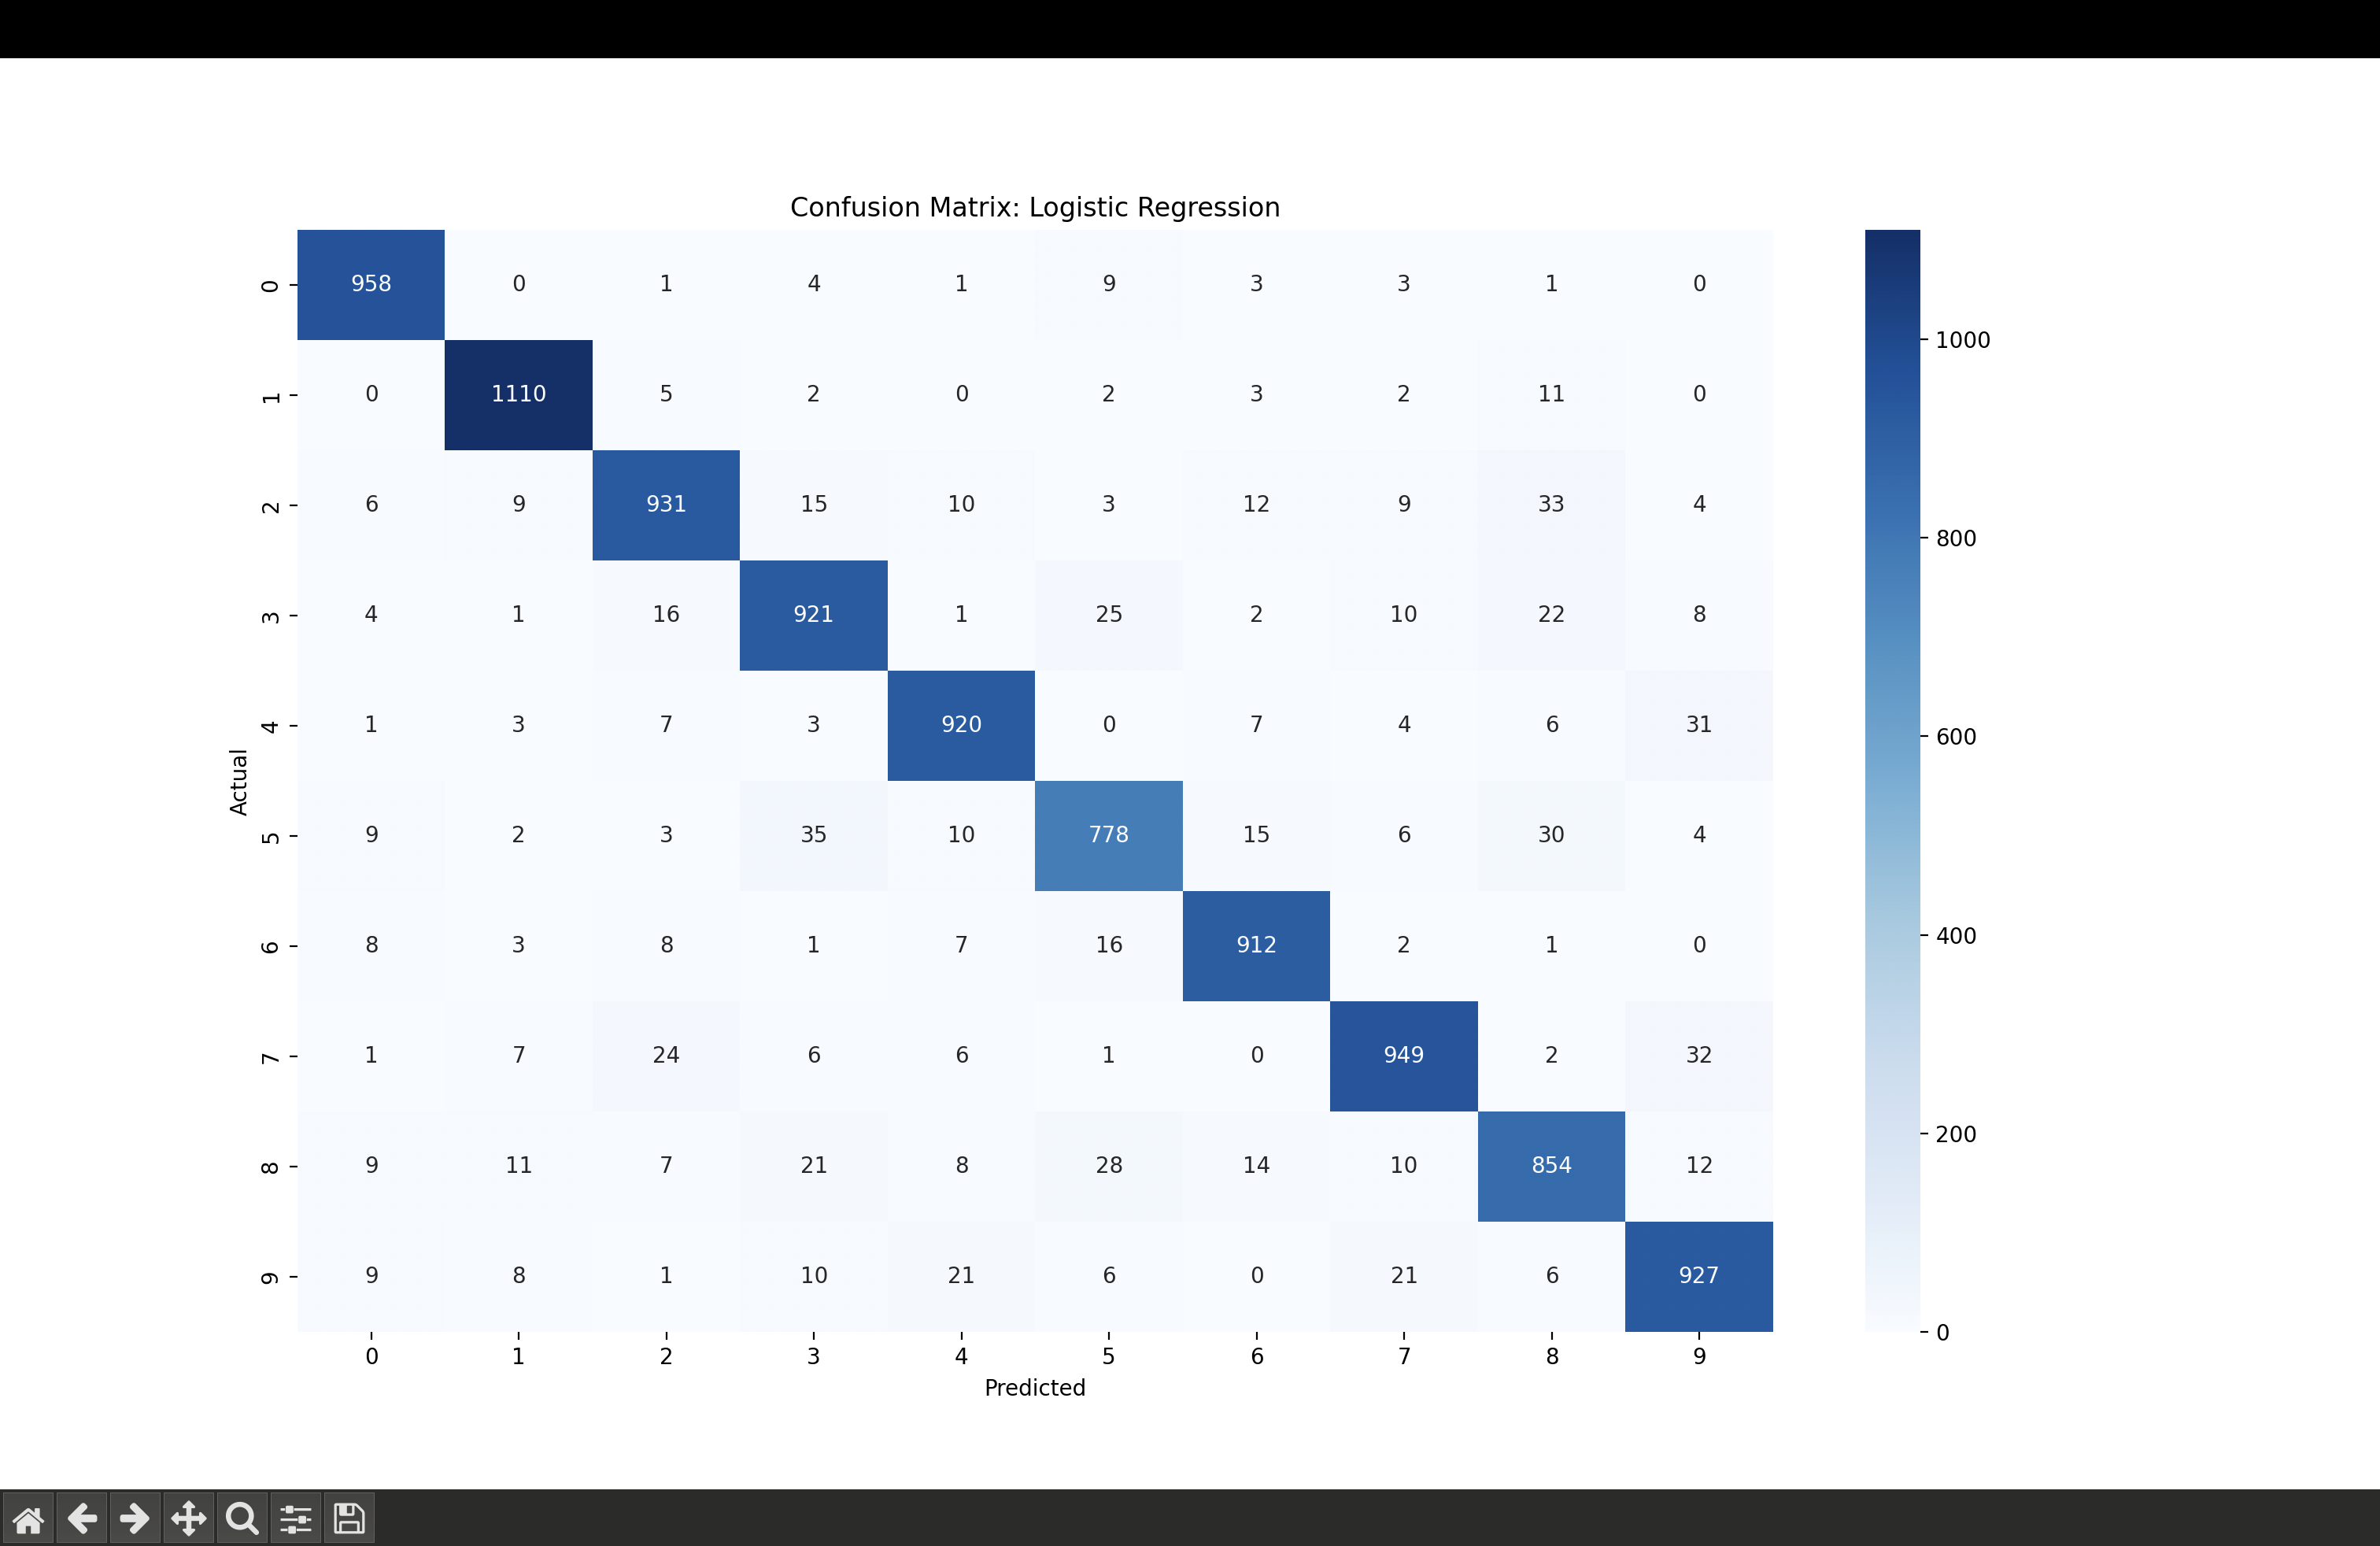 Confusion Matrix: Logistic Regression
0 958 0 1 4 1 9 3 3 1 0
1 0 1110 5 2 0 2 3 2 11 0
2 6 9 931 15 10 3 12 9 33 4
3 4 1 16 921 1 25 2 10 22 8
4 1 3 7 3 920 0 7 4 6 31
5 9 2 3 35 10 778 15 6 30 4
6 8 3 8 1 7 16 912 2 1 0
7 1 7 24 6 6 1 0 949 2 32
8 9 11 7 21 8 28 14 10 854 12
9 9 8 1 10 21 6 0 21 6 927
0 1 2 3 4 5 6 7 8 9
Actual
Predicted
1000
800
600
400
200
0